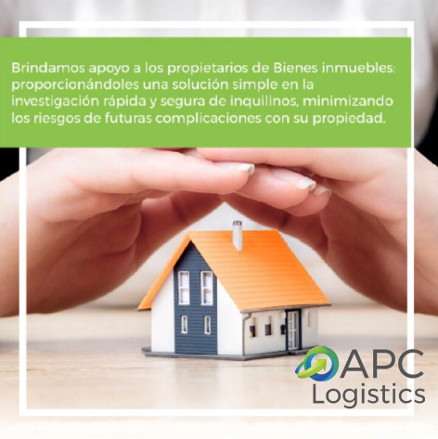 Brindamos apoyo a los propietarios de Bienes inmuebles:
proporcionándoles una solución simple en la
investigación rápida y segura de inquilinos, minimizando
los riesgos de futuras complicaciones con su propiedad.
APC
Logistics